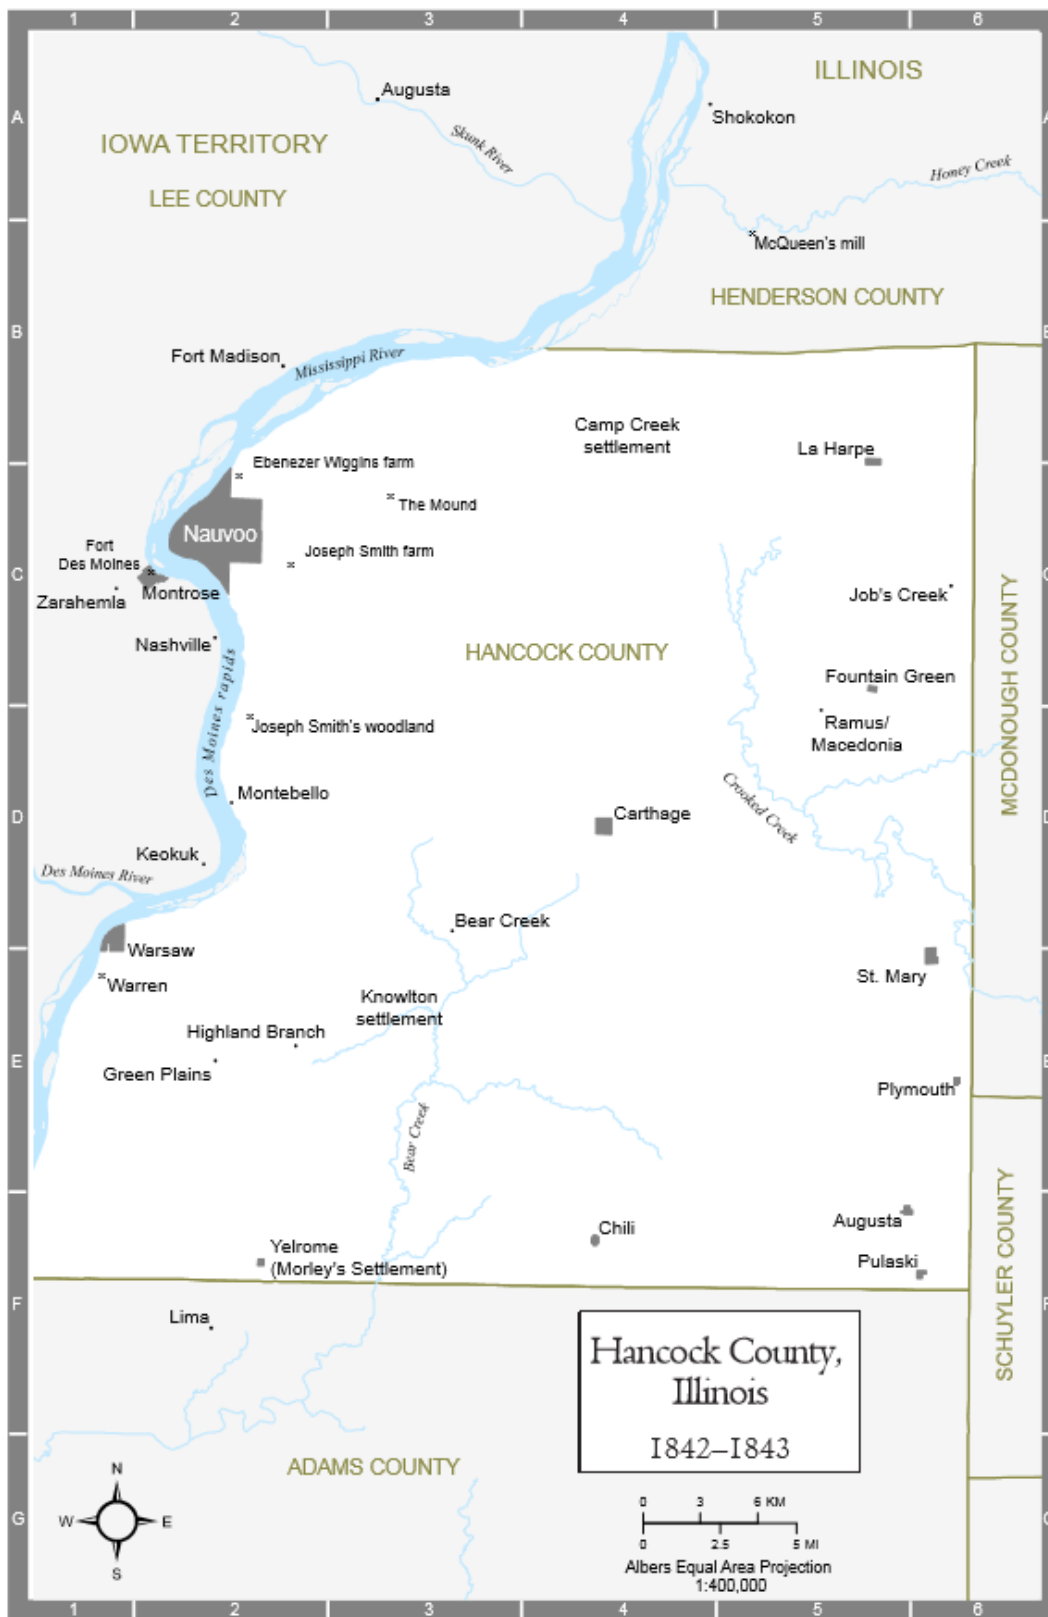 1 2 3 4 5 6
A
ILLINOIS
Augusta
Shokokon
A
IOWA TERRITORY
Skunk River
LEE COUNTY
Honey Creek
McQueen's mill
HENDERSON COUNTY
B
B
Fort Madison
Mississippi River
Camp Creek
settlement
La Harpe
Ebenezer Wiggins farm
The Mound
Nauvoo
Fort
Des Moines
Joseph Smith farm
C
C
Zarahemla
Montrose
Job's Creek
Nashville
HANCOCK COUNTY
MCDONOUGH COUNTY
Fountain Green
Des Moines rapids
Joseph Smith's woodland
Ramus/
Macedonia
Montebello
Crooked Creek
Carthage
D
D
Keokuk
Des Moines River
Bear Creek
Warsaw
Warren
St. Mary
Knowlton
settlement
Highland Branch
E
E
Green Plains
Plymouth
Bear Creek
SCHUYLER COUNTY
Chili
Augusta
Yelrome
(Morley's Settlement)
Pulaski
F
F
Lima
Hancock County,
Illinois
1842–1843
ADAMS COUNTY
N
W E
S
G
G
0 3 6 KM
0 2.5 5 MI
Albers Equal Area Projection
1:400,000
1 2 3 4 5 6